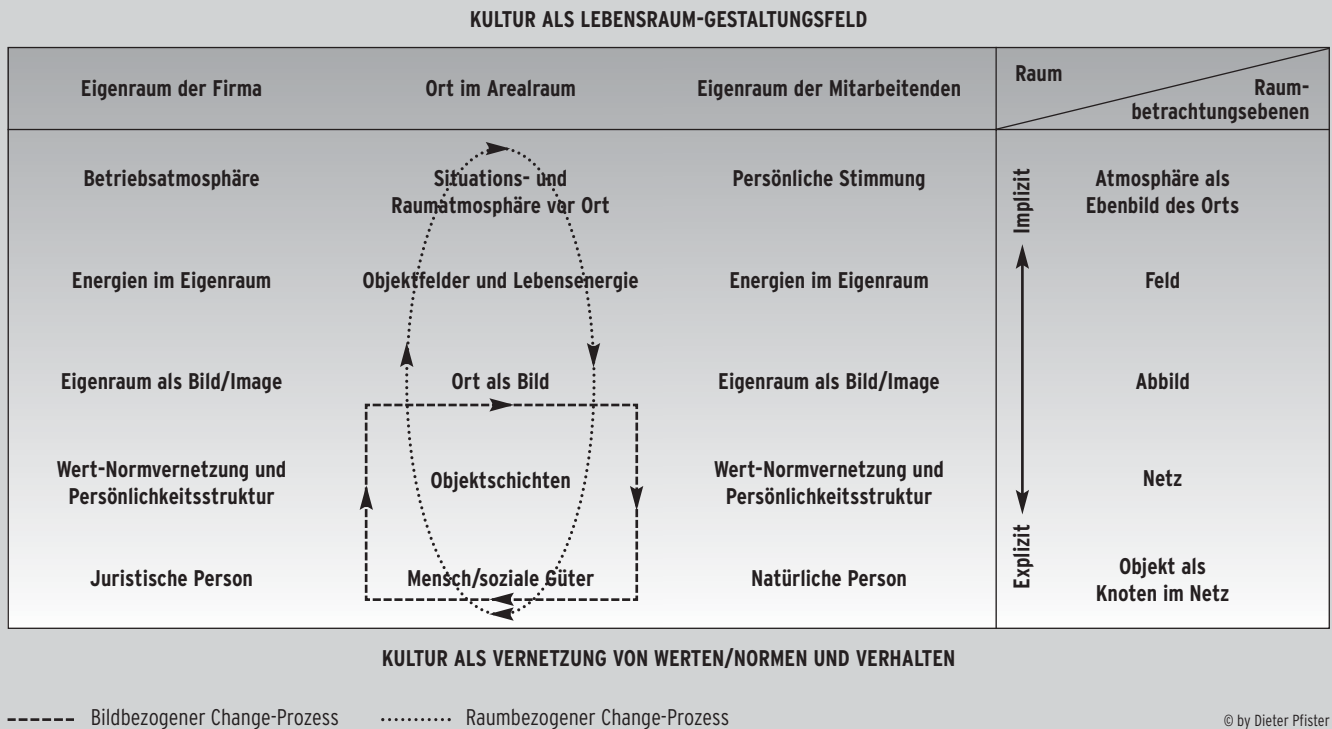 KULTUR ALS LEBENSRAUM-GESTALTUNGSFELD
Eigenraum der Firma
Ort im Arealraum
Eigenraum der Mitarbeitenden
Raum
Raum-
betrachtungsebenen
Betriebsatmosphäre
Situations- und
Raumatmosphäre vor Ort
Persönliche Stimmung
Implizit
Atmosphäre als
Ebenbild des Orts
Energien im Eigenraum
Objektfelder und Lebensenergie
Energien im Eigenraum
Feld
Eigenraum als Bild/Image
Ort als Bild
Eigenraum als Bild/Image
Abbild
Wert-Normvernetzung und
Persönlichkeitsstruktur
Objektschichten
Wert-Normvernetzung und
Persönlichkeitsstruktur
Netz
Juristische Person
Mensch/soziale Güter
Natürliche Person
Explizit
Objekt als
Knoten im Netz
KULTUR ALS VERNETZUNG VON WERTEN/NORMEN UND VERHALTEN
Bildbezogener Change-Prozess
Raumbezogener Change-Prozess
© by Dieter Pfister